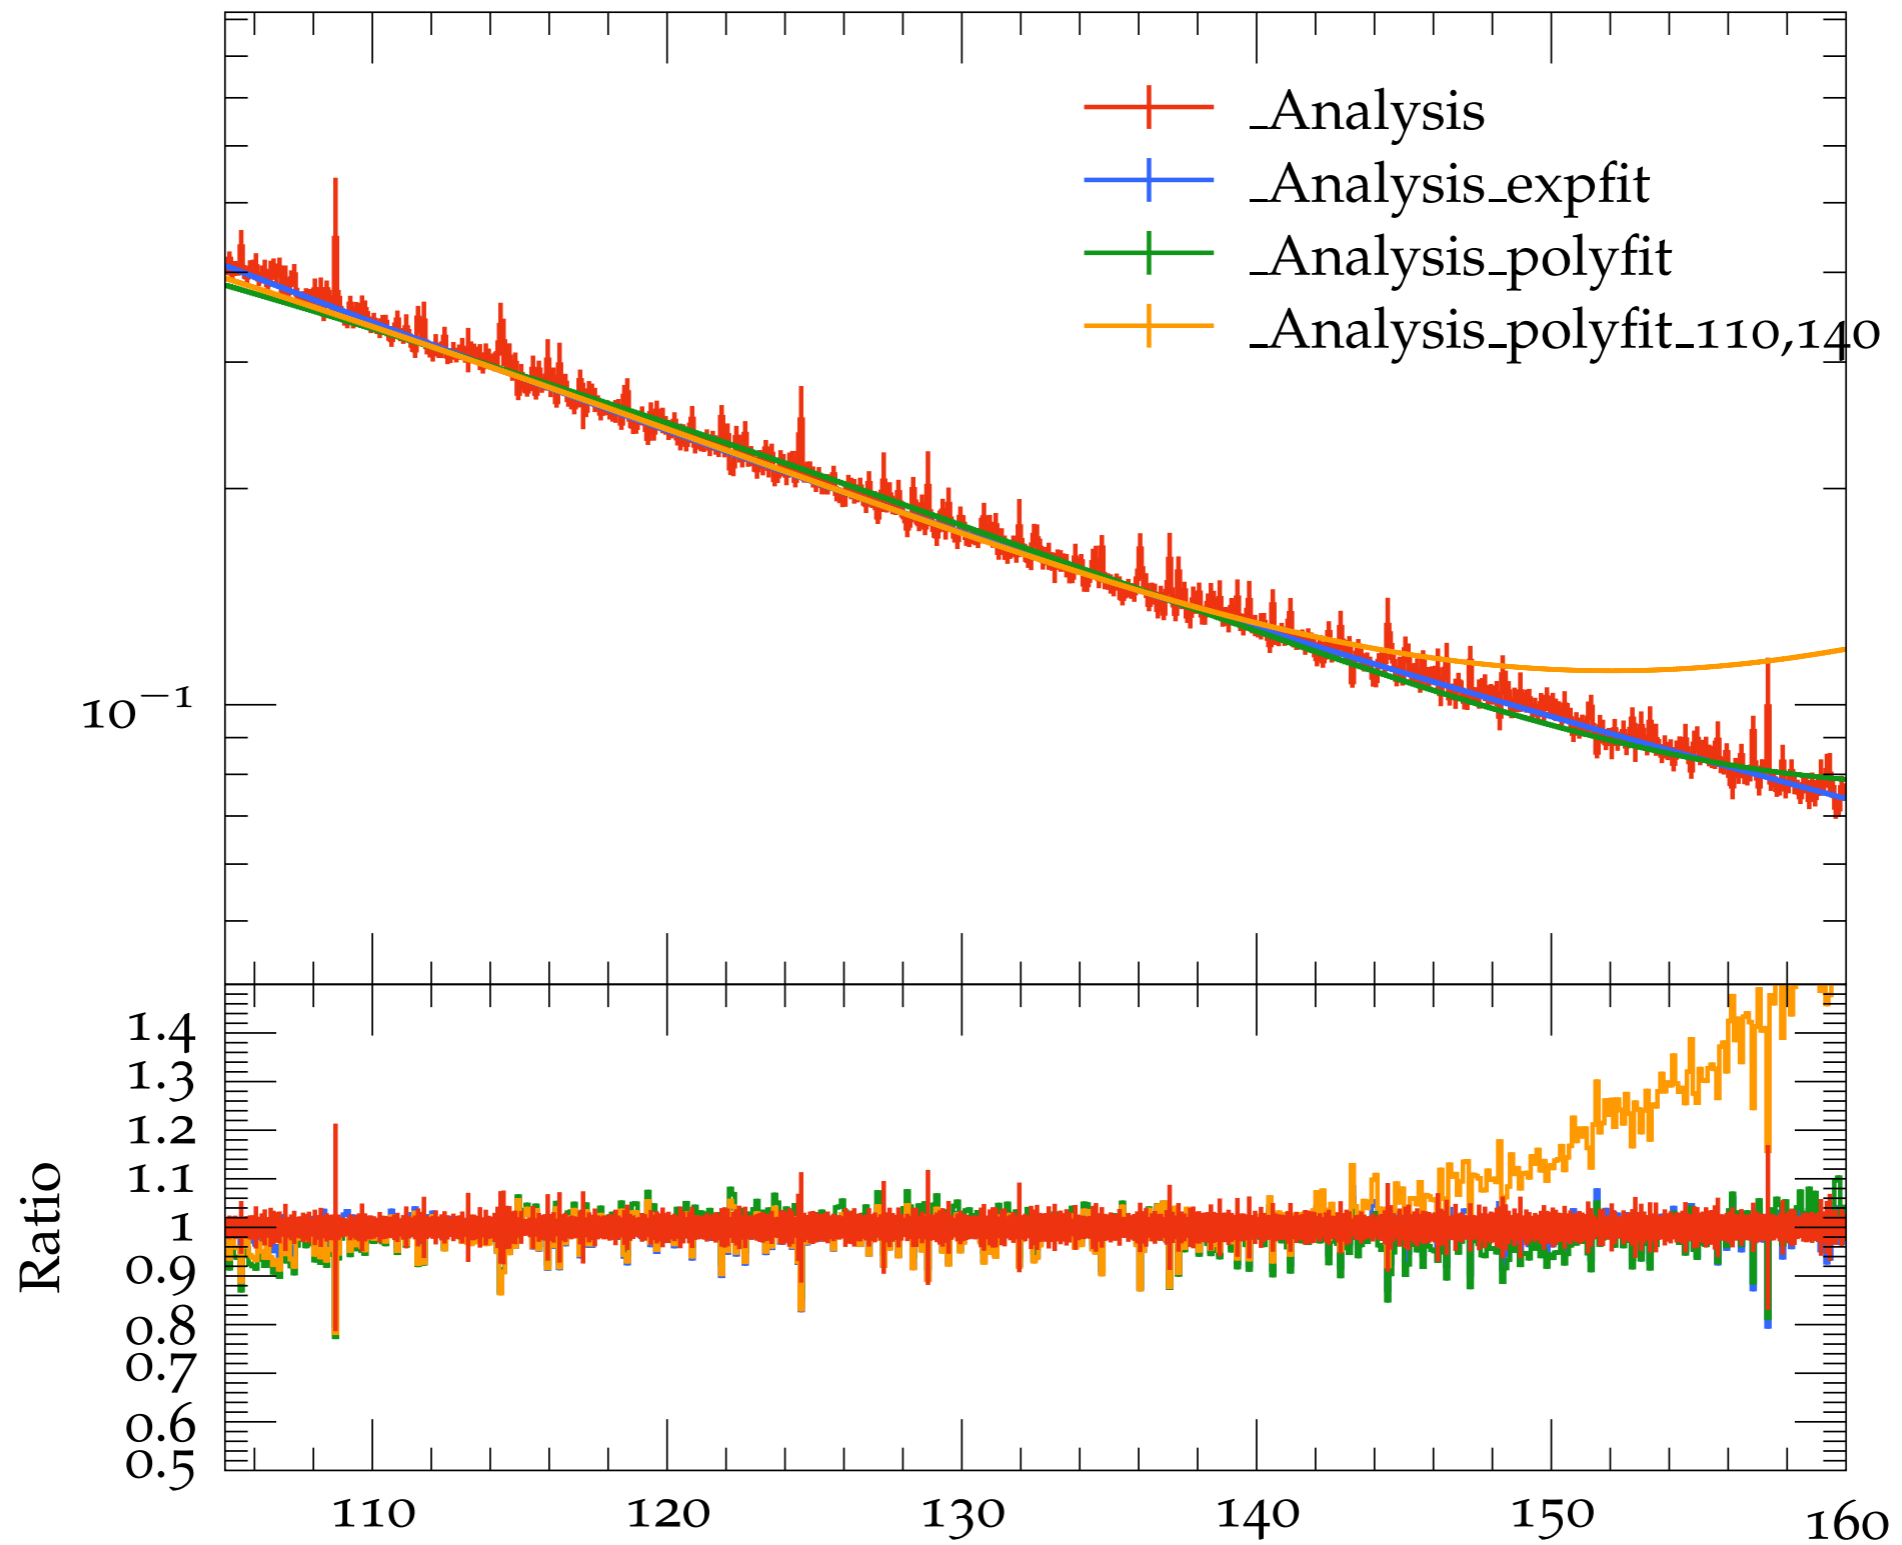 _Analysis
_Analysis_expfit
_Analysis_polyfit
_Analysis_polyfit_110,140
10⁻¹
1.4
1.3
1.2
1.1
1
0.9
0.8
0.7
0.6
0.5
Ratio
110 120 130 140 150 160